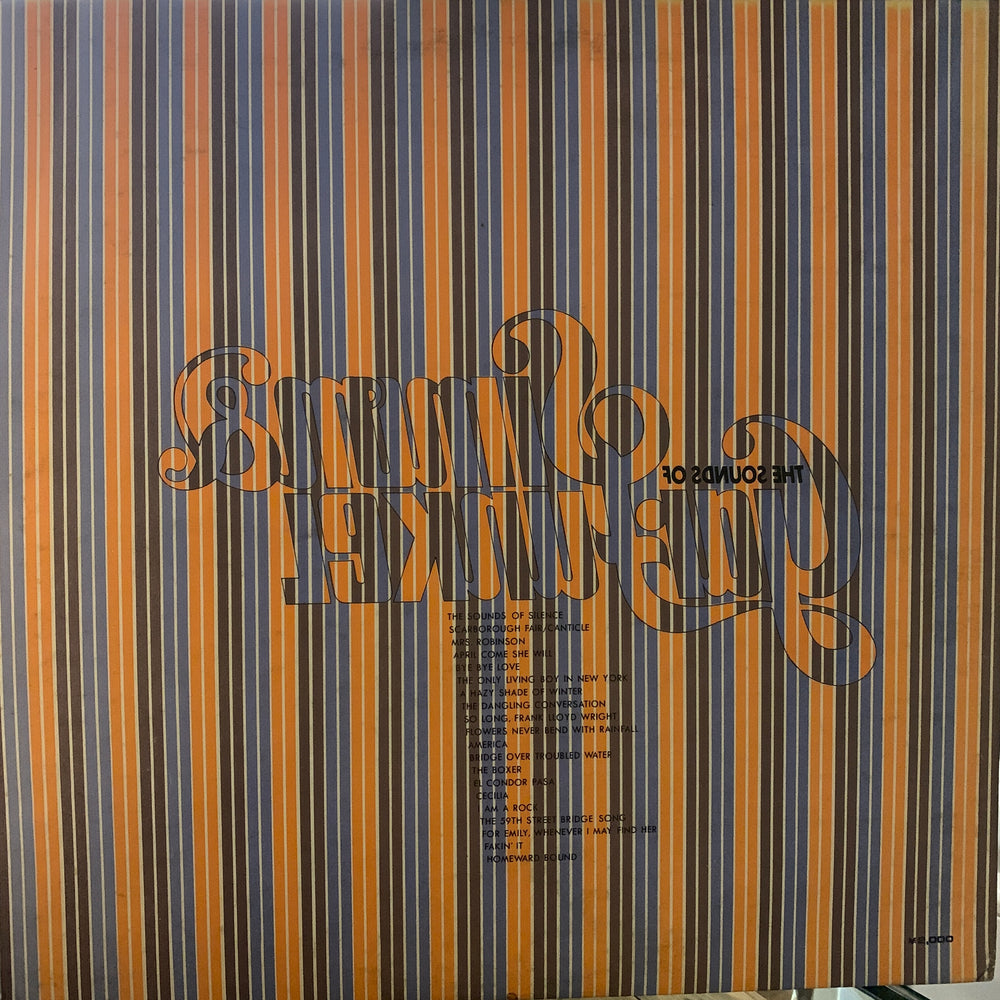 THE SOUNDS OF
Simon &
Garfunkel
THE SOUNDS OF SILENCE
SCARBOROUGH FAIR/CANTICLE
MRS. ROBINSON
APRIL COME SHE WILL
BYE BYE LOVE
THE ONLY LIVING BOY IN NEW YORK
A HAZY SHADE OF WINTER
THE DANGLING CONVERSATION
SO LONG, FRANK LLOYD WRIGHT
FLOWERS NEVER BEND WITH RAINFALL
AMERICA
BRIDGE OVER TROUBLED WATER
THE BOXER
EL CONDOR PASA
CECILIA
I AM A ROCK
THE 59TH STREET BRIDGE SONG
FOR EMILY, WHENEVER I MAY FIND HER
FAKIN' IT
HOMEWARD BOUND
¥2,000